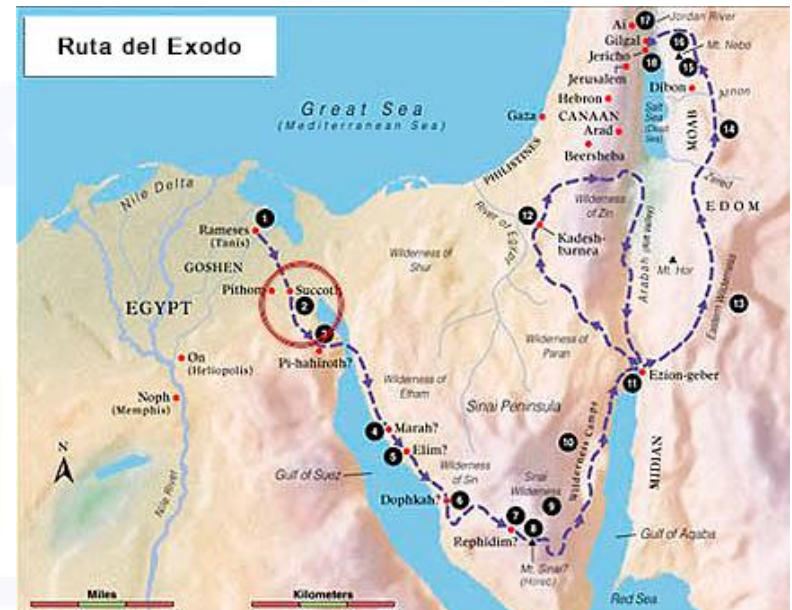 Ruta del Exodo
Great Sea
(Mediterranean Sea)
Nile Delta
1
Rameses
(Tanis)
GOSHEN
Pithom
Succoth
2
EGYPT
Pi-hahiroth?
On
(Heliopolis)
Noph
(Memphis)
Nile River
N
Miles
Kilometers
Gulf of Suez
4
Marah?
5
Elim?
Dophkah?
6
Wilderness
of Sin
Wilderness of
Etham
Wilderness of
Shur
River of Egypt
PHILISTINES
Gaza
Ai
17
Jordan River
Gilgal
Jericho
18
16
Mt. Nebo
15
Jerusalem
Dibon
Arnon
Hebron
CANAAN
Salt
Sea
(Dead
Sea)
MOAB
Arad
Beersheba
14
Zered
12
Kadesh-
barnea
Wilderness
of Zin
Arabah (Rift Valley)
EDOM
Mt. Hor
13
Eastern Wilderness
Wilderness of
Paran
11
Ezion-geber
Sinai Peninsula
10
Wilderness Camps
MIDIAN
Sinai
Wilderness
9
7
8
Rephidim?
Mt. Sinai?
(Horeb)
Gulf of Aqaba
Red Sea